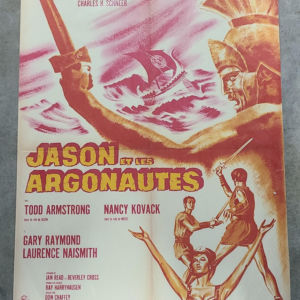 CHARLES H. SCHNEER
JASON ET LES
ARGONAUTES
TODD ARMSTRONG NANCY KOVACK
GARY RAYMOND
LAURENCE NAISMITH
JAN READ et BEVERLEY CROSS
RAY HARRYHAUSEN
DON CHAFFEY